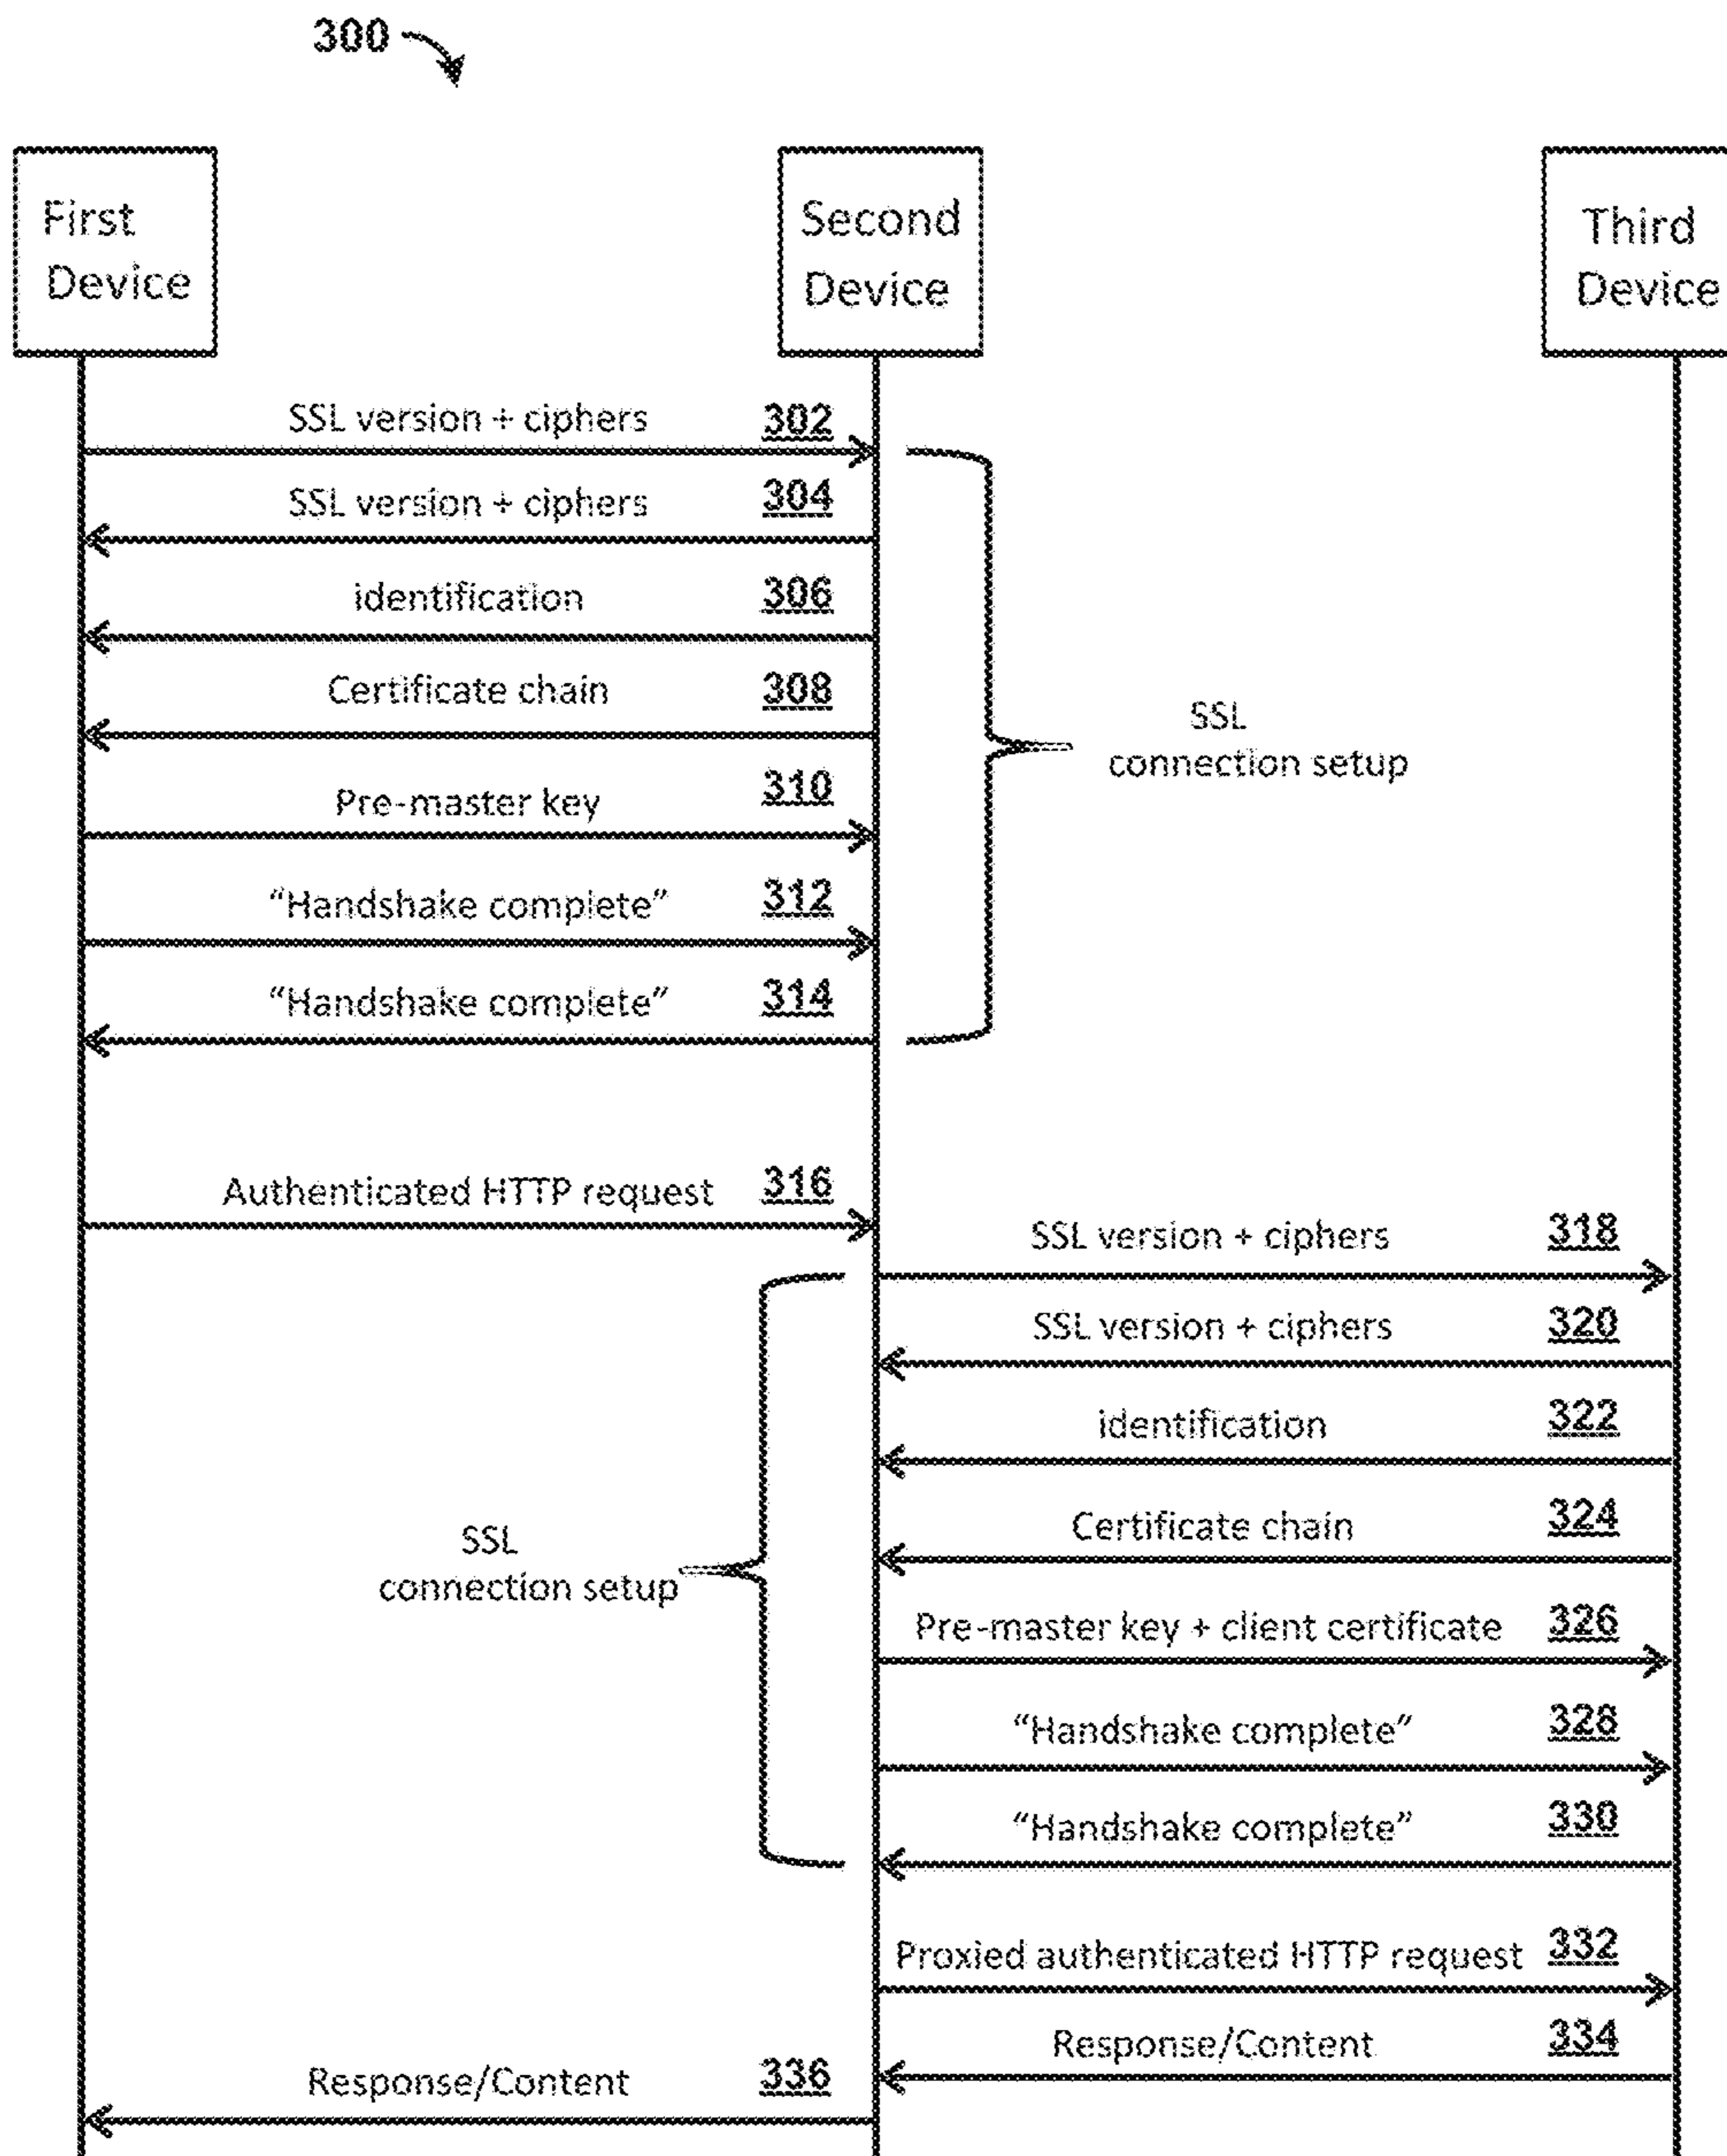 300
First
Device
Second
Device
Third
Device
SSL version + ciphers 302
SSL version + ciphers 304
identification 306
Certificate chain 308
SSL
connection setup
Pre-master key 310
“Handshake complete” 312
“Handshake complete” 314
Authenticated HTTP request 316
SSL version + ciphers 318
SSL version + ciphers 320
identification 322
Certificate chain 324
SSL
connection setup
Pre-master key + client certificate 326
“Handshake complete” 328
“Handshake complete” 330
Proxied authenticated HTTP request 332
Response/Content 334
Response/Content 336